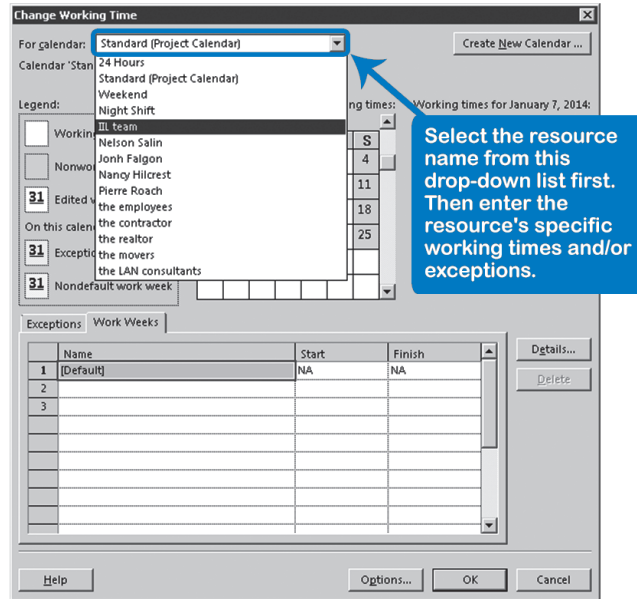 Change Working Time
For calendar: Standard (Project Calendar)
Create New Calendar ...
Calendar 'Stan
24 Hours
Standard (Project Calendar)
Weekend
Night Shift
IIL team
Nelson Salin
Jonh Falgon
Nancy Hilcrest
Pierre Roach
the employees
the contractor
the realtor
the movers
the LAN consultants
Legend:
ng times:
Working times for January 7, 2014:
Working
Nonwor
31 Edited w
On this calen
31 Exceptio
31 Nondefault work week
S
4
11
18
25
Select the resource
name from this
drop-down list first.
Then enter the
resource's specific
working times and/or
exceptions.
Exceptions Work Weeks
Name Start Finish
1 [Default] NA NA
2
3
Details...
Delete
Help Options... OK Cancel